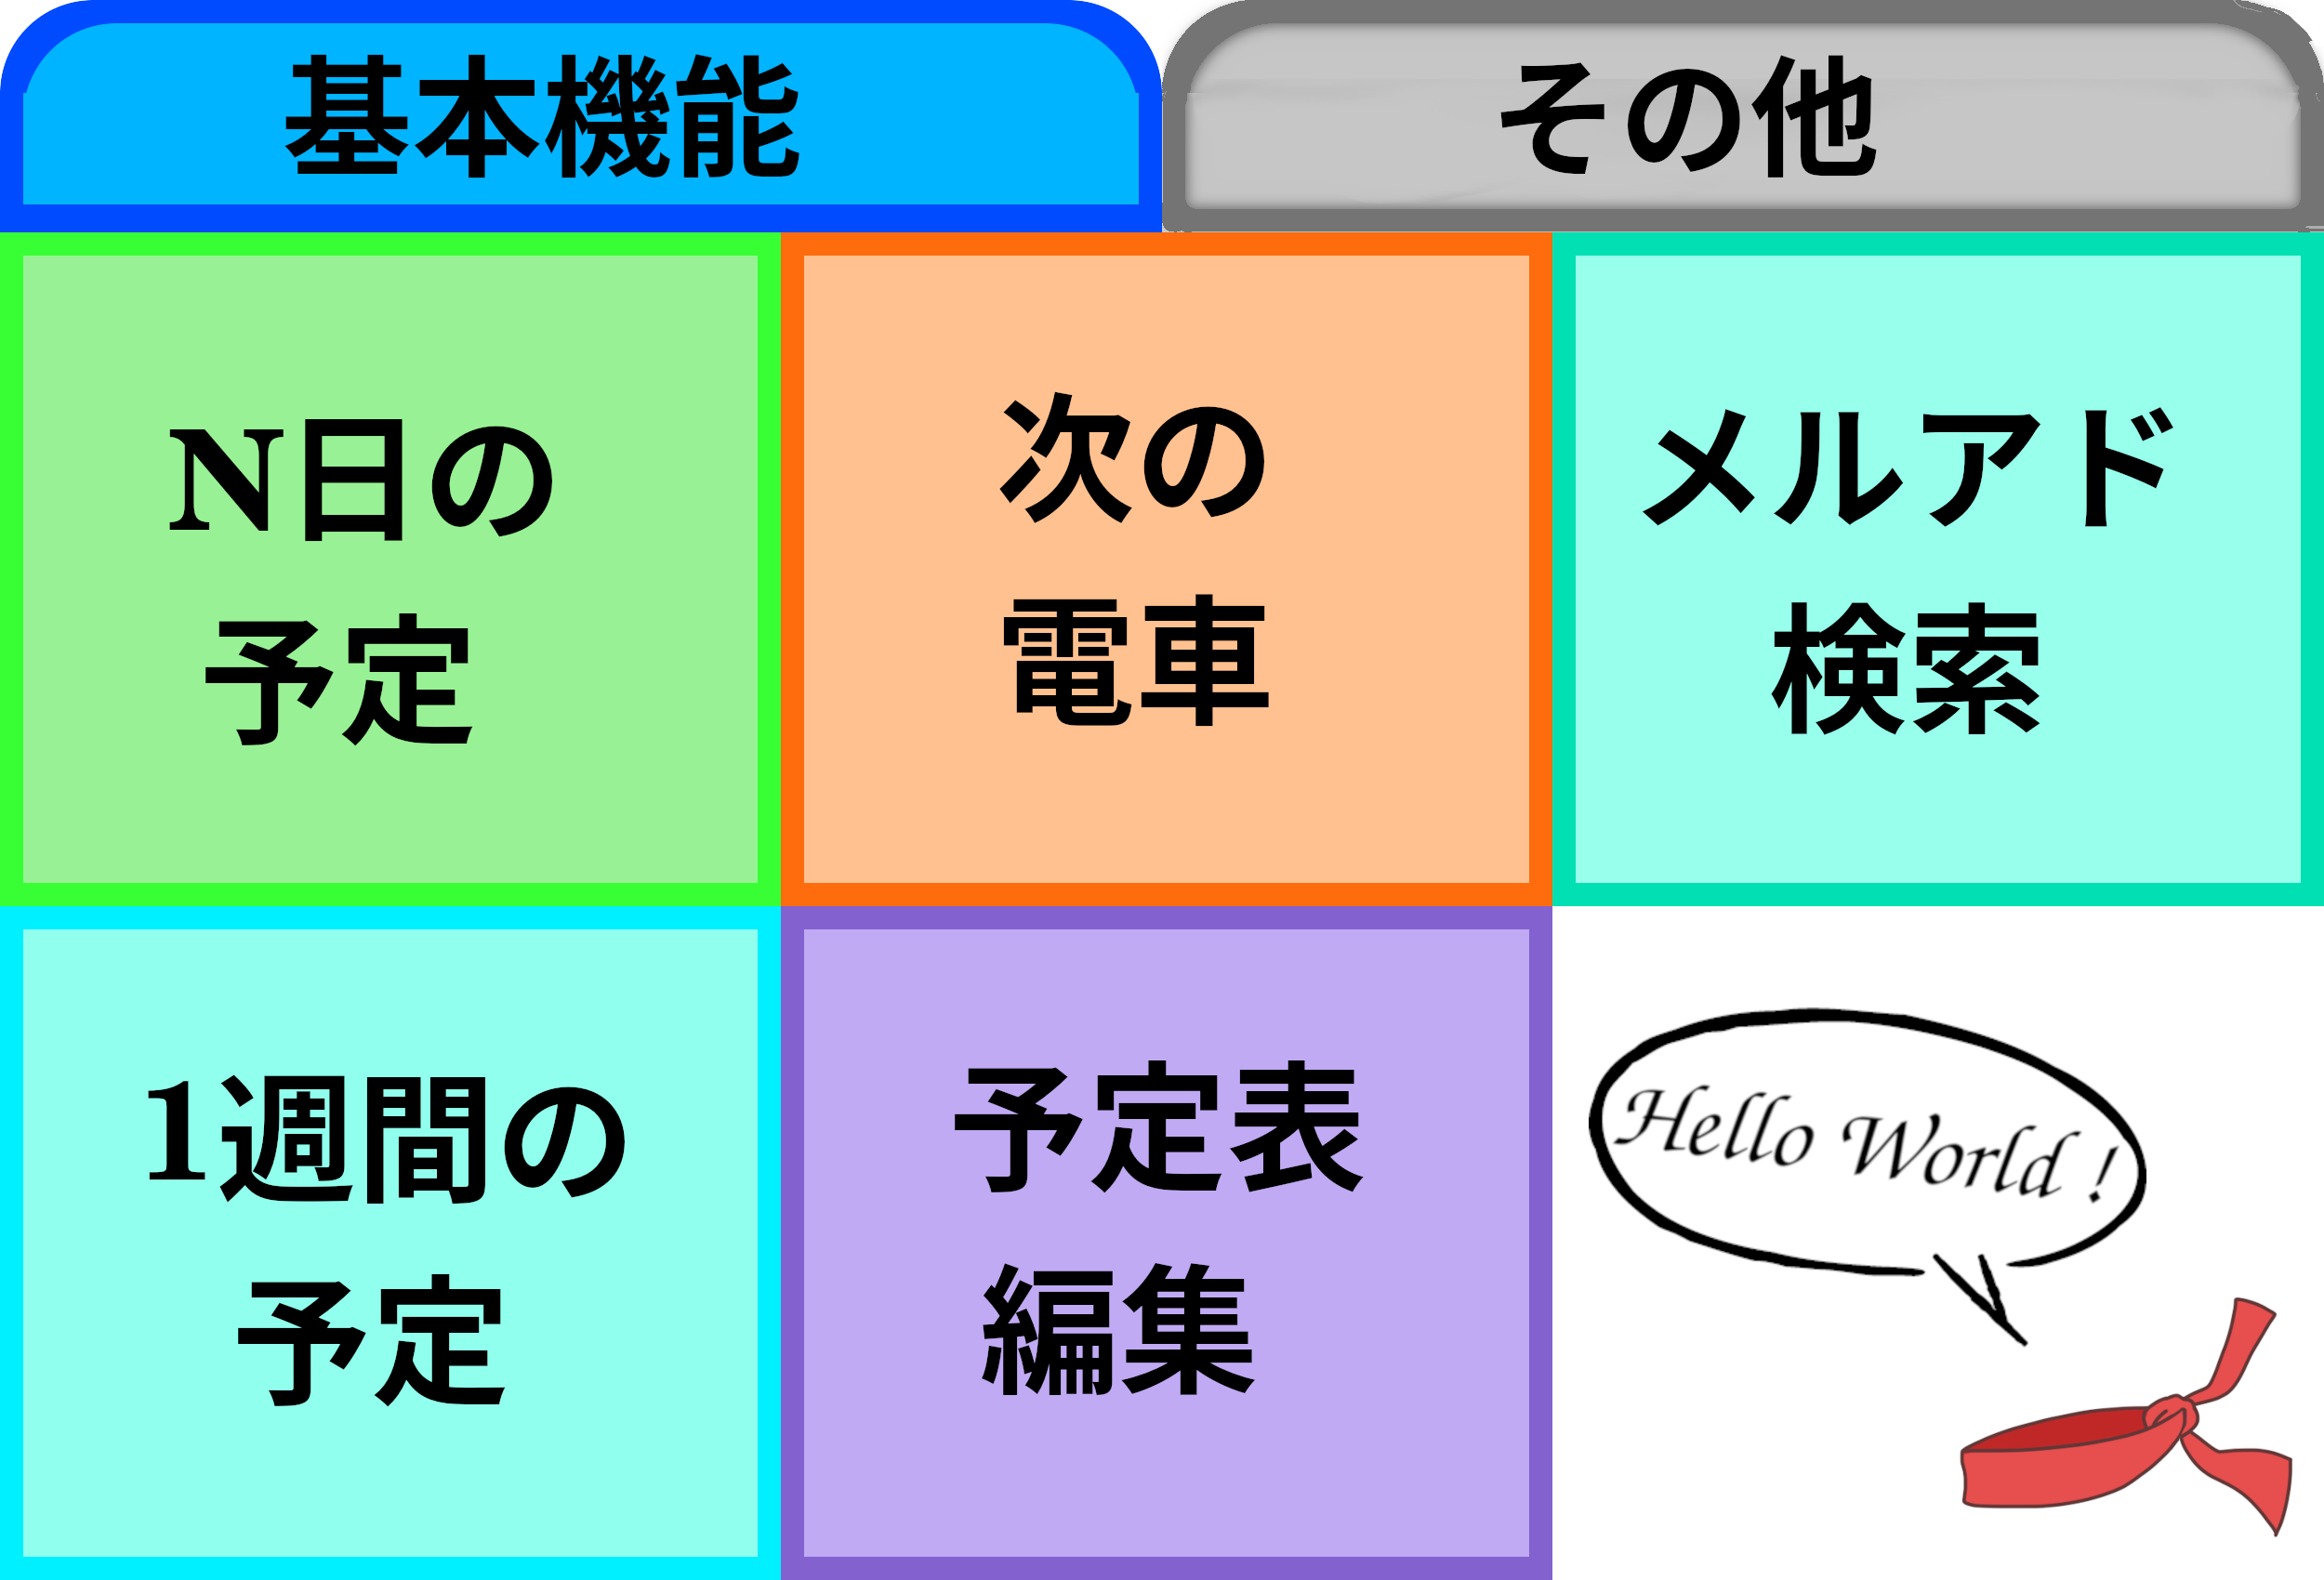 基本機能
その他
N日の
予定
次の
電車
メルアド
検索
1週間の
予定
予定表
編集
Hello World !